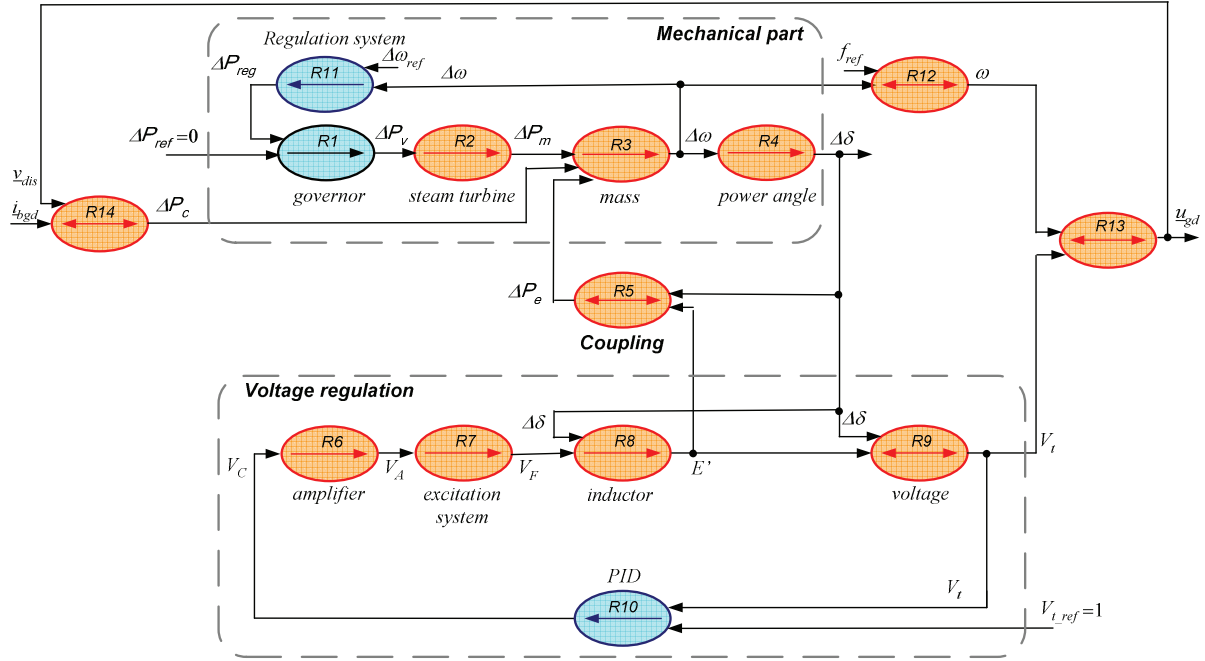 Regulation system
Mechanical part
ΔP_reg
R11
Δω_ref
Δω
f_ref
R12
ω
ΔP_ref=0
R1
ΔP_v
R2
ΔP_m
R3
Δω
R4
Δδ
governor
steam turbine
mass
power angle
v_dis
i_bgd
R14
ΔP_c
R13
u_gd
ΔP_e
R5
Coupling
Voltage regulation
Δδ
Δδ
V_C
R6
V_A
R7
V_F
R8
E’
R9
V_t
amplifier
excitation
system
inductor
voltage
PID
R10
V_t
V_t_ref=1